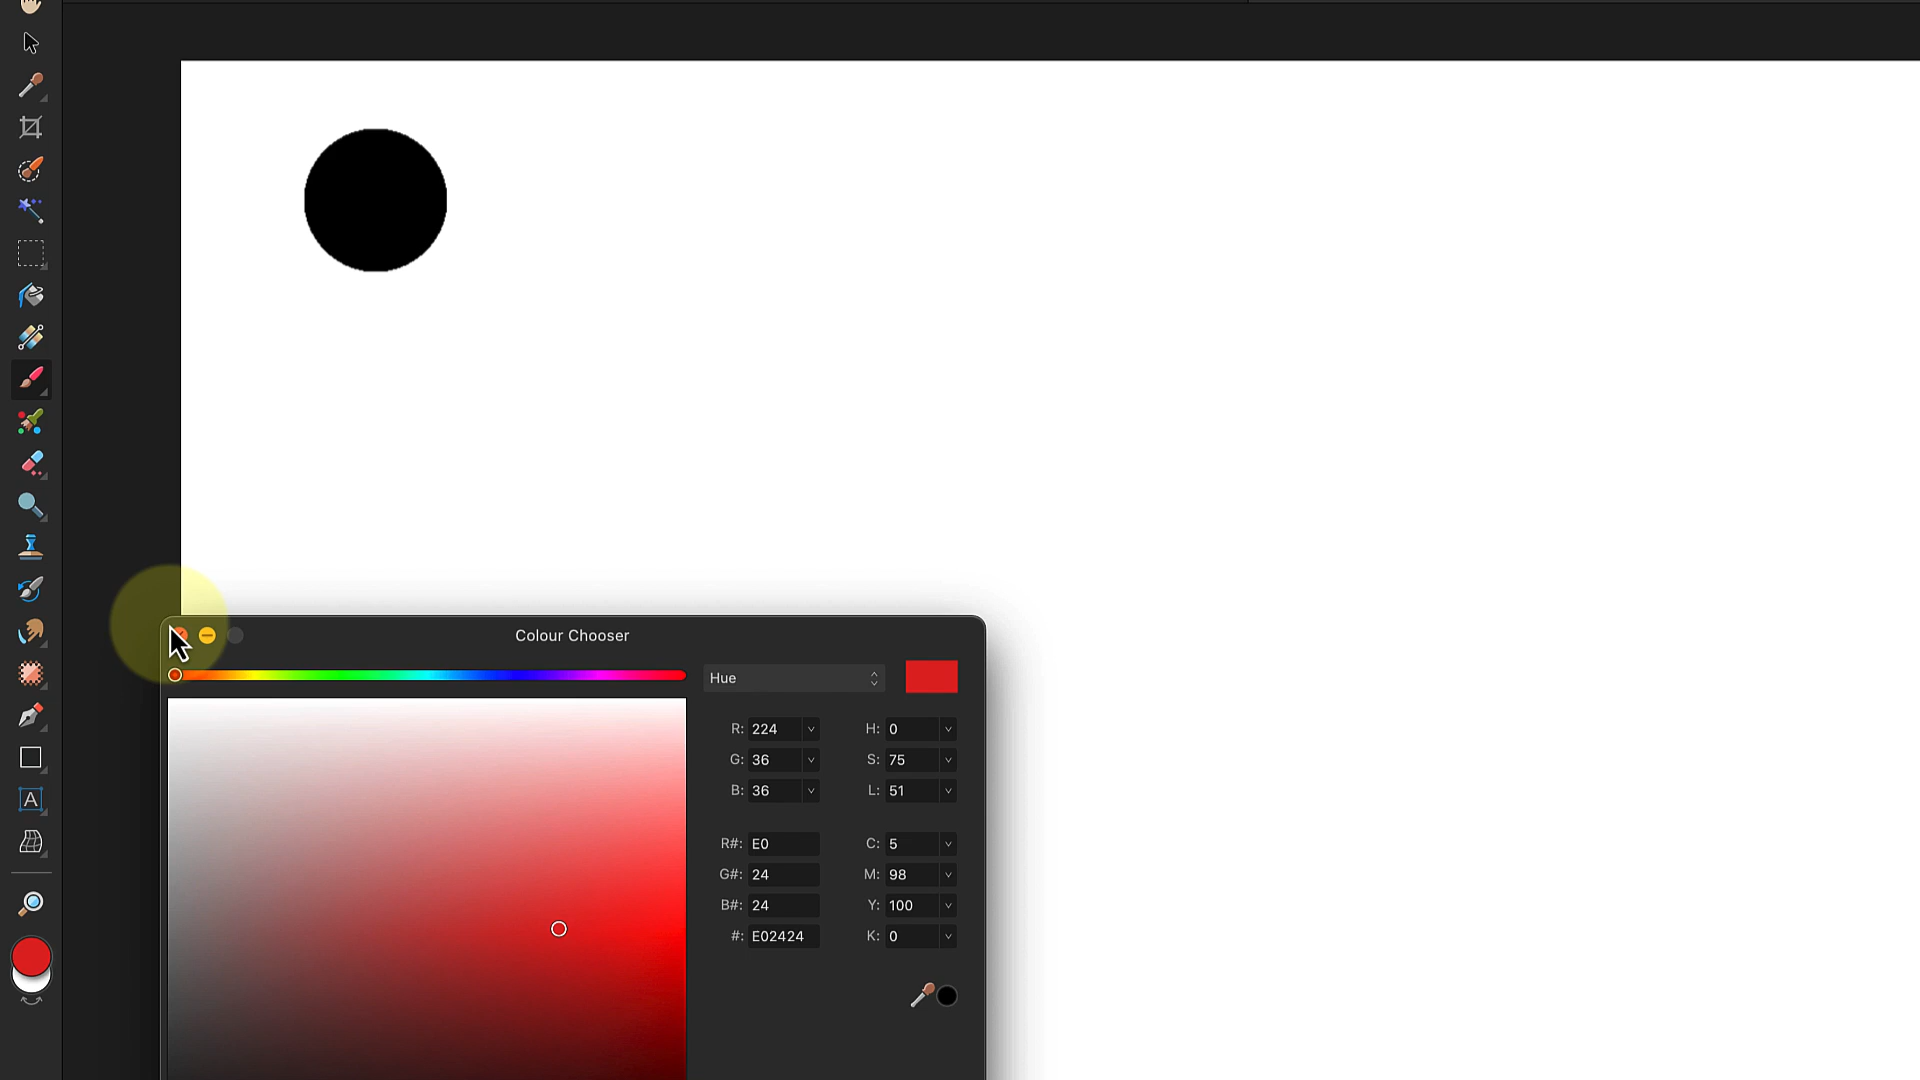 Colour Chooser
Hue
R: 224 H: 0
G: 36 S: 75
B: 36 L: 51
R#: E0 C: 5
G#: 24 M: 98
B#: 24 Y: 100
#: E02424 K: 0
A